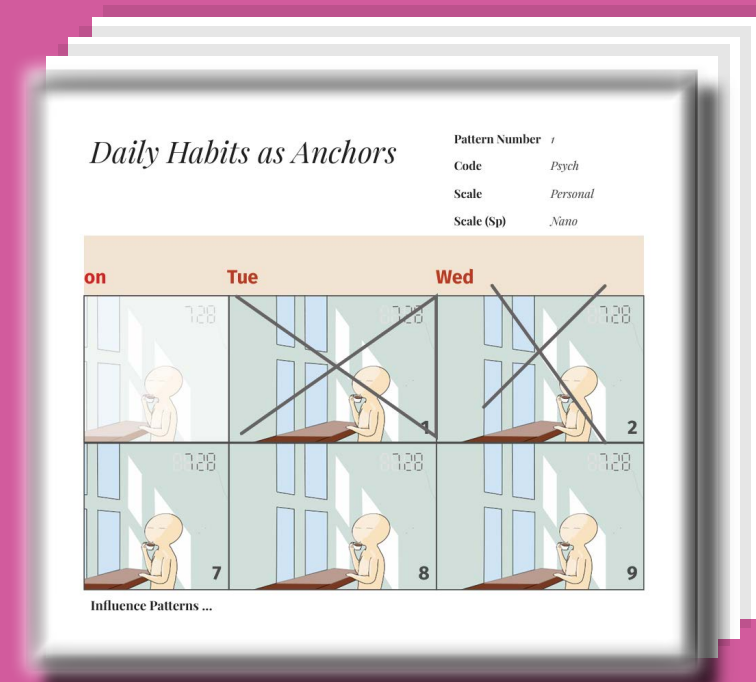 Daily Habits as Anchors
Pattern Number 1
Code Psych
Scale Personal
Scale (Sp) Nano
on Tue Wed
7:28 7:28 7:28
1 2
7:28 7:28 7:28
7 8 9
Influence Patterns ...